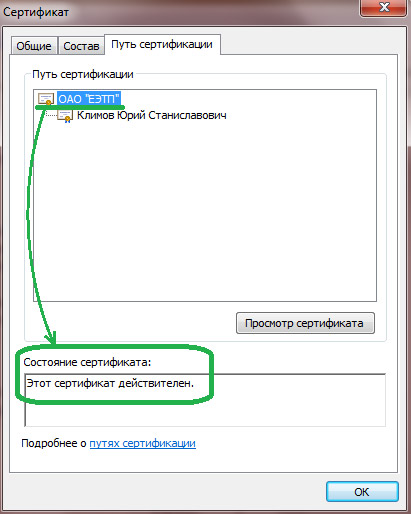 Сертификат
Общие Состав Путь сертификации
Путь сертификации
ОАО "ЕЭТП"
Климов Юрий Станиславович
Просмотр сертификата
Состояние сертификата:
Этот сертификат действителен.
Подробнее о путях сертификации
ОК